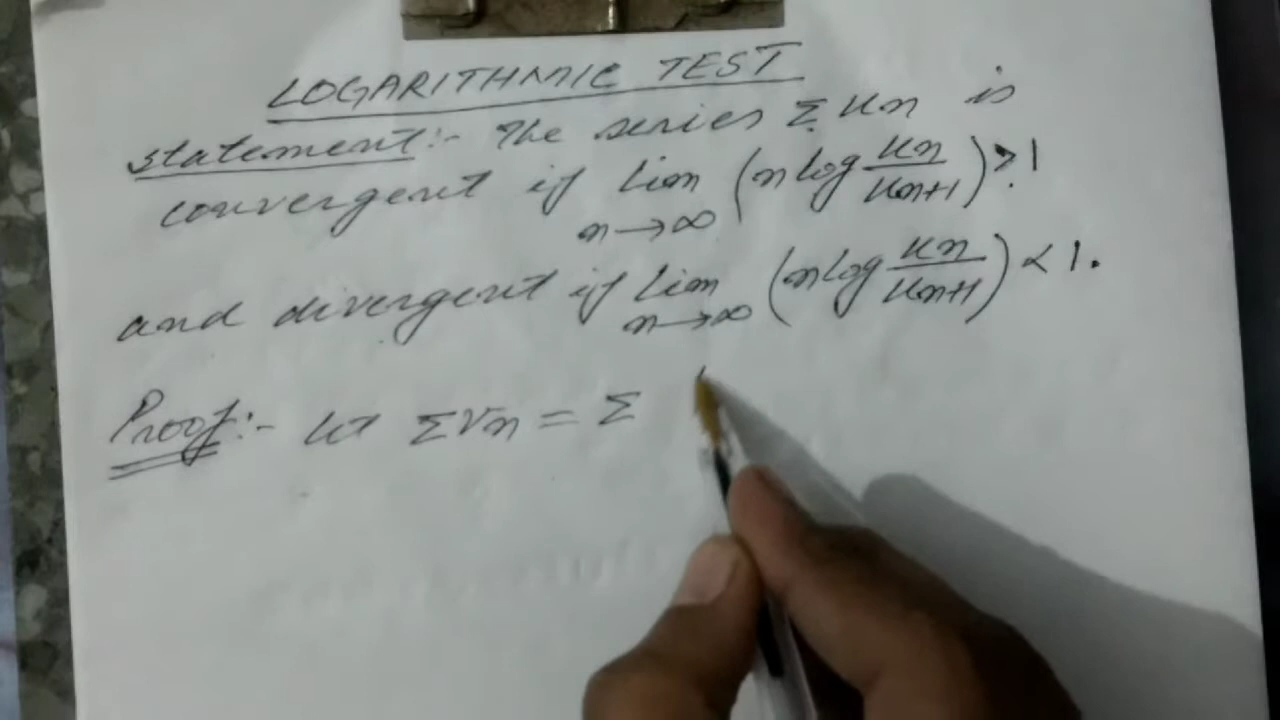 LOGARITHMIC TEST
statement:- The series Σ un is
convergent if lim n→∞ (n log un/un+1) > 1
and divergent if lim n→∞ (n log un/un+1) < 1.
Proof:- let Σ vn = Σ